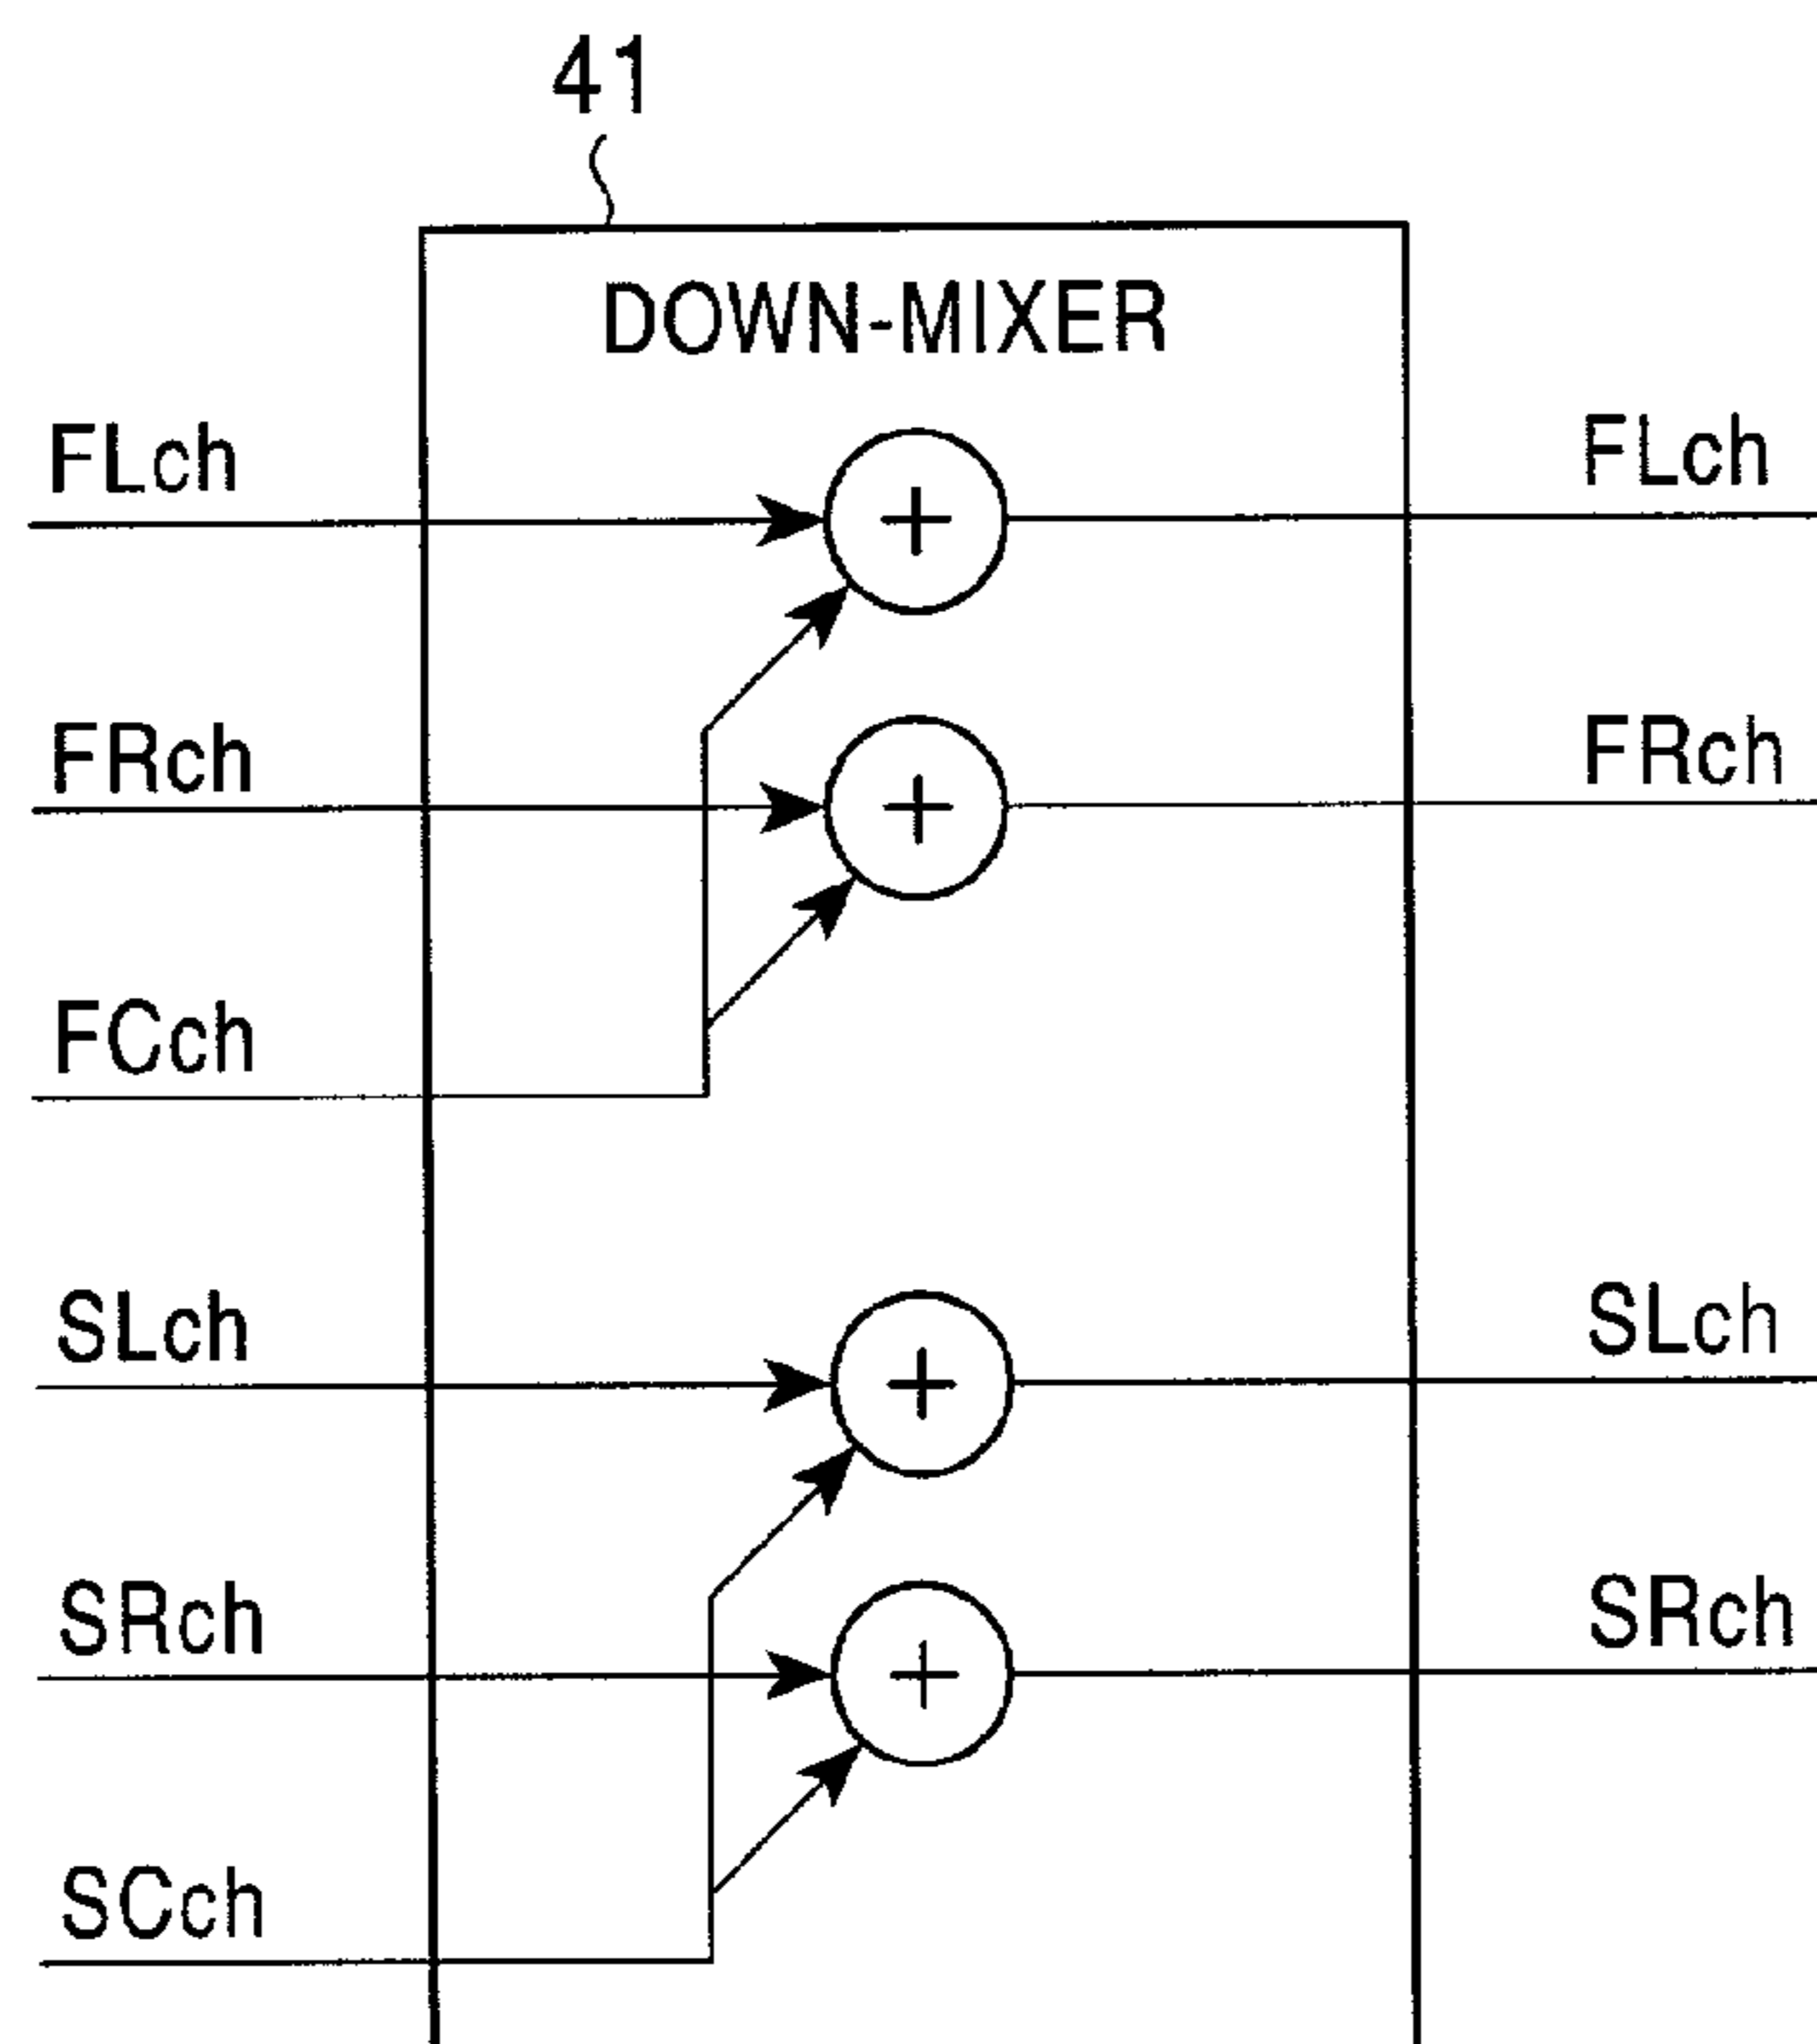 41
DOWN-MIXER
FLch
FLch
+
FRch
FRch
+
FCch
SLch
SLch
+
SRch
SRch
+
SCch